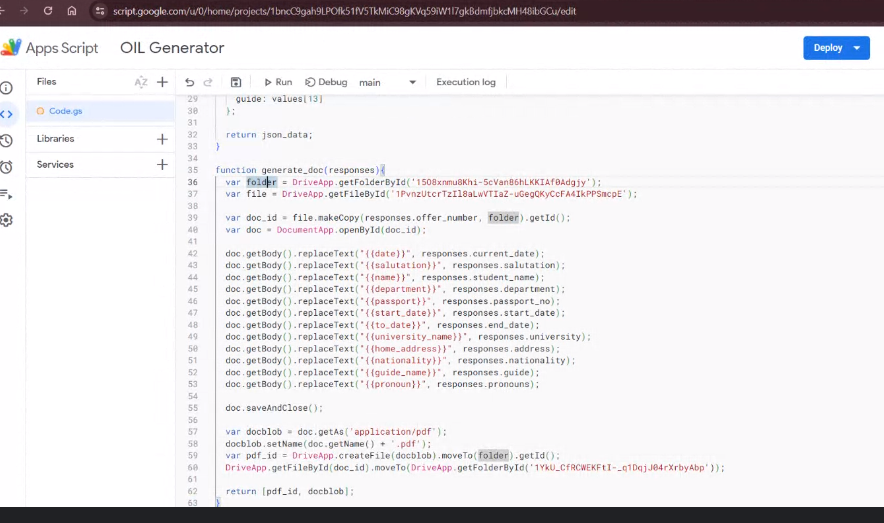 script.google.com/u/0/home/projects/1bncC9gah9LPOfk51fV5TkMiC98gKVq59iW1l7gkBdmfjbkcMH48ibGCu/edit
Apps Script OIL Generator Deploy
Files Run Debug main Execution log
Code.gs
Libraries
Services
29 guide: values[13]
30 };
31
32 return json_data;
33 }
34
35 function generate_doc(responses){
36 var folder = DriveApp.getFolderById('15O8xnmu8Khi-5cVan86hLKKIAf0Adgjy');
37 var file = DriveApp.getFileById('1PvnzUtcrTzIl8aLwVTIaZ-uGegQKyCcFA4IkPPSmcpE');
38
39 var doc_id = file.makeCopy(responses.offer_number, folder).getId();
40 var doc = DocumentApp.openById(doc_id);
41
42 doc.getBody().replaceText("{{date}}", responses.current_date);
43 doc.getBody().replaceText("{{salutation}}", responses.salutation);
44 doc.getBody().replaceText("{{name}}", responses.student_name);
45 doc.getBody().replaceText("{{department}}", responses.department);
46 doc.getBody().replaceText("{{passport}}", responses.passport_no);
47 doc.getBody().replaceText("{{start_date}}", responses.start_date);
48 doc.getBody().replaceText("{{to_date}}", responses.end_date);
49 doc.getBody().replaceText("{{university_name}}", responses.university);
50 doc.getBody().replaceText("{{home_address}}", responses.address);
51 doc.getBody().replaceText("{{nationality}}", responses.nationality);
52 doc.getBody().replaceText("{{guide_name}}", responses.guide);
53 doc.getBody().replaceText("{{pronoun}}", responses.pronouns);
54
55 doc.saveAndClose();
56
57 var docblob = doc.getAs('application/pdf');
58 docblob.setName(doc.getName() + '.pdf');
59 var pdf_id = DriveApp.createFile(docblob).moveTo(folder).getId();
60 DriveApp.getFileById(doc_id).moveTo(DriveApp.getFolderById('1YkU_CfRCWEKFtI-_q1DqjJ04rXrbyAbp'));
61
62 return [pdf_id, docblob];
63 }